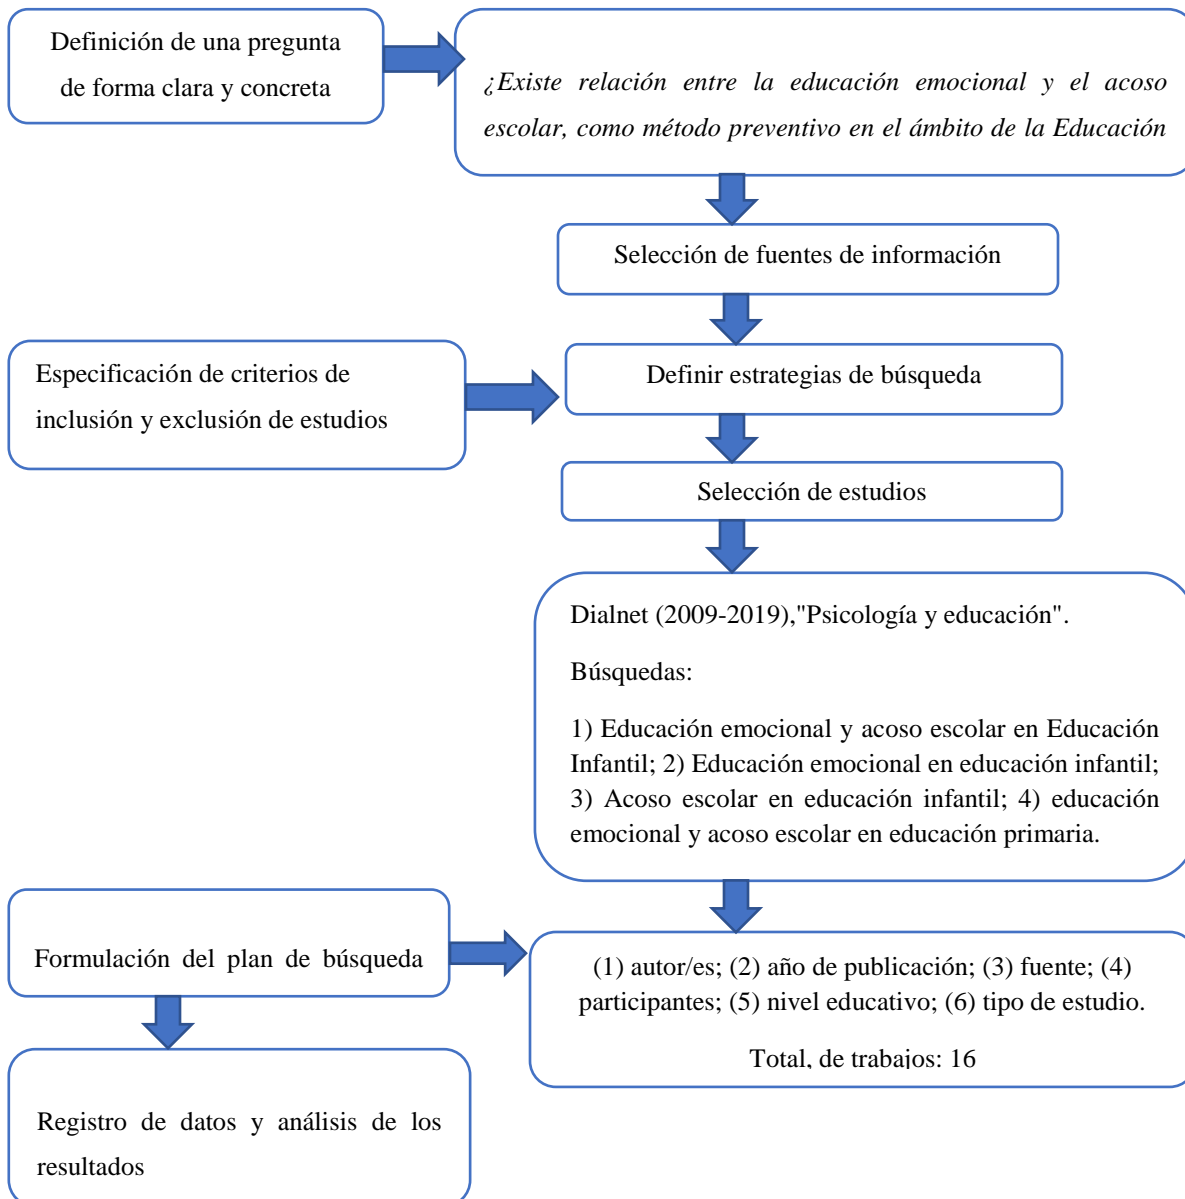 Definición de una pregunta
de forma clara y concreta
¿Existe relación entre la educación emocional y el acoso
escolar, como método preventivo en el ámbito de la Educación
Selección de fuentes de información
Especificación de criterios de
inclusión y exclusión de estudios
Definir estrategias de búsqueda
Selección de estudios
Dialnet (2009-2019),"Psicología y educación".
Búsquedas:
1) Educación emocional y acoso escolar en Educación
Infantil; 2) Educación emocional en educación infantil;
3) Acoso escolar en educación infantil; 4) educación
emocional y acoso escolar en educación primaria.
Formulación del plan de búsqueda
(1) autor/es; (2) año de publicación; (3) fuente; (4)
participantes; (5) nivel educativo; (6) tipo de estudio.
Total, de trabajos: 16
Registro de datos y análisis de los
resultados